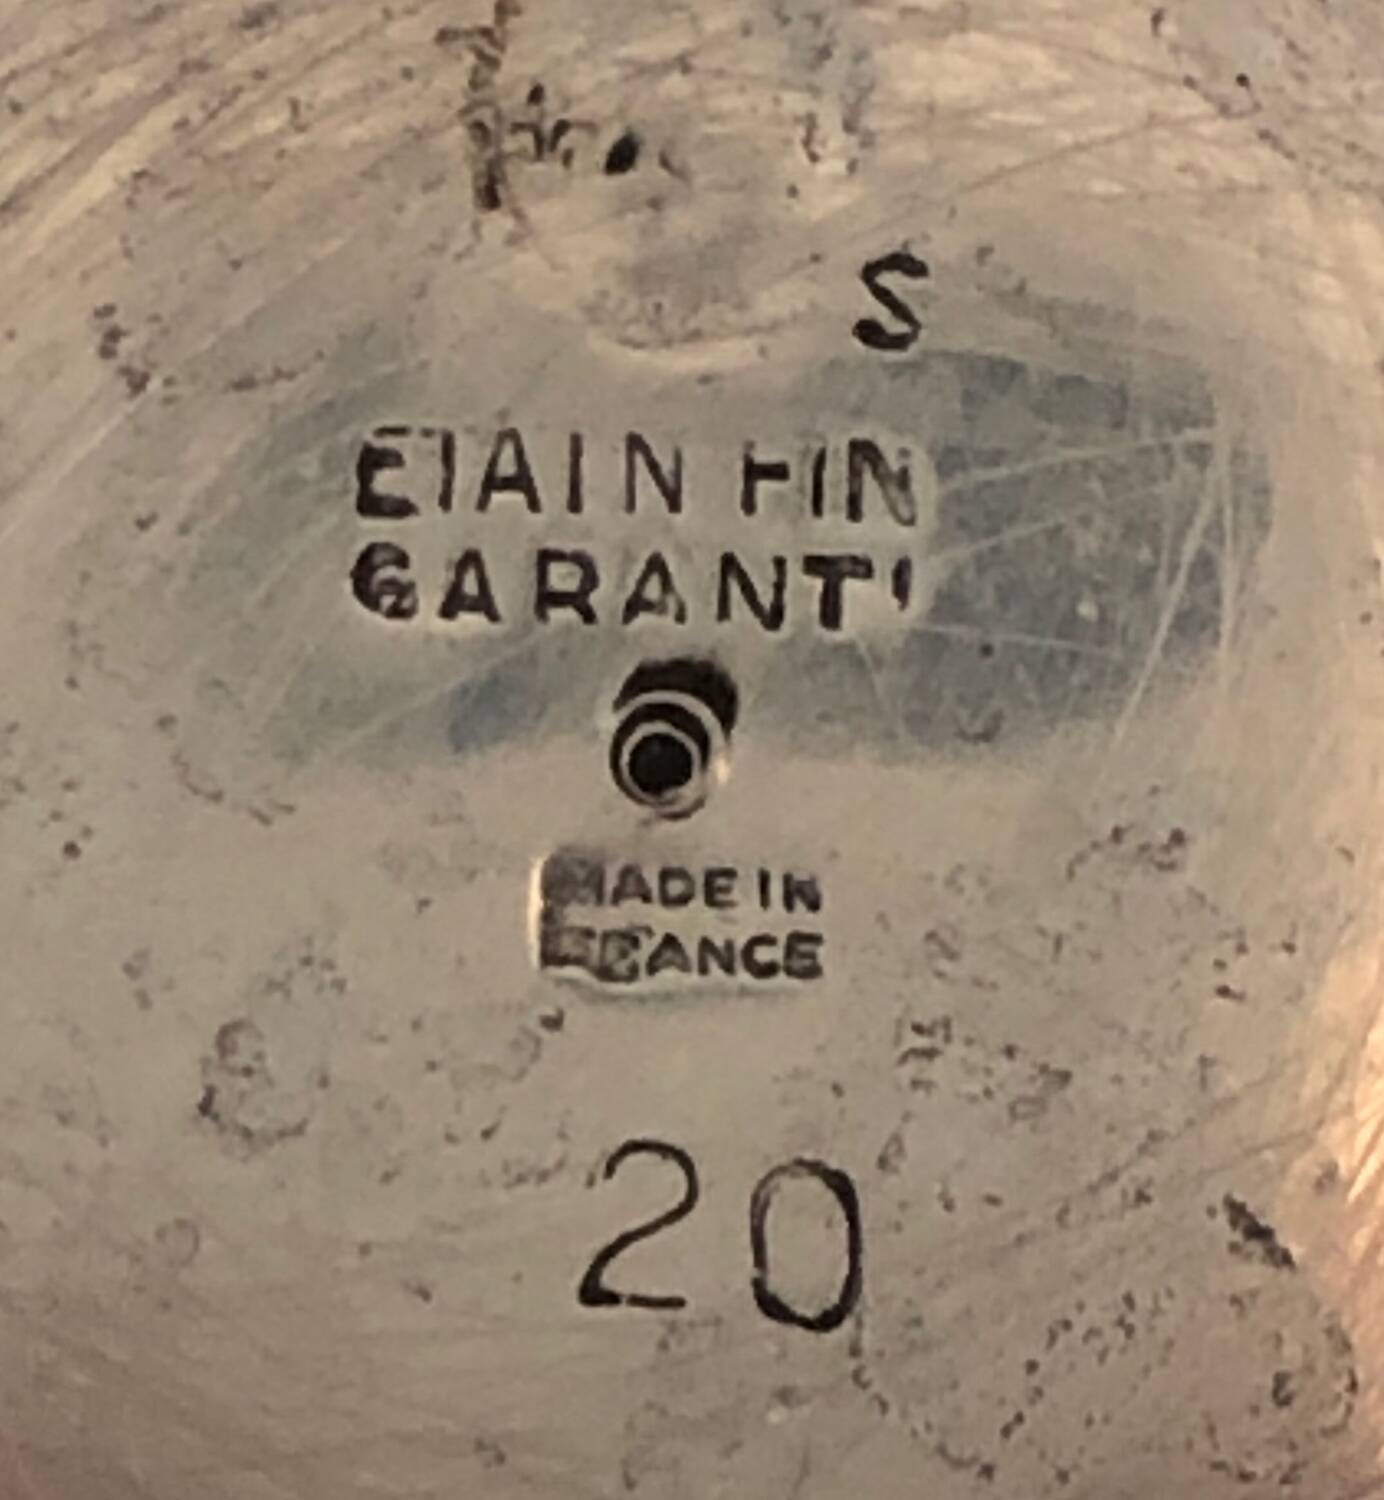 S
ETAIN FIN
GARANTI
MADE IN
FRANCE
20